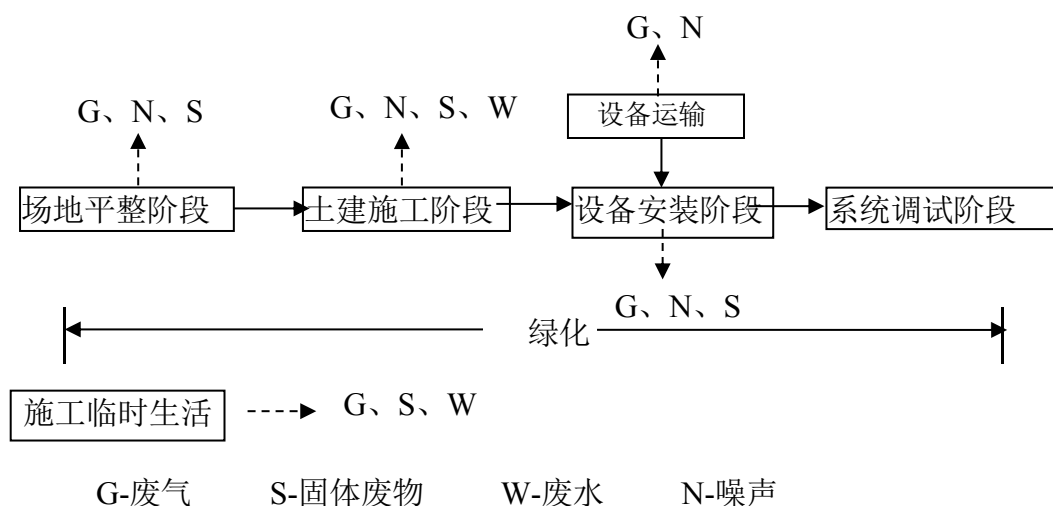 G、N
G、N、S
G、N、S、W
设备运输
场地平整阶段
土建施工阶段
设备安装阶段
系统调试阶段
G、N、S
绿化
施工临时生活
G、S、W
G-废气 S-固体废物 W-废水 N-噪声